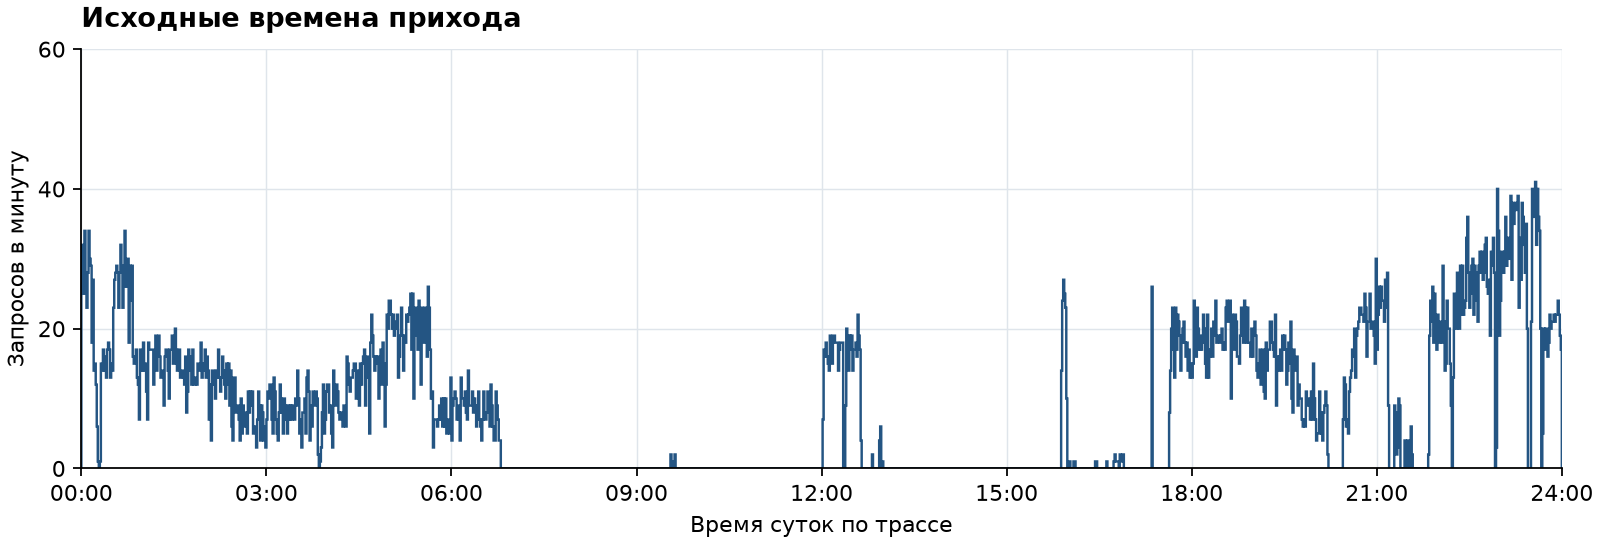 Исходные времена прихода
Запросов в минуту
60
40
20
0
00:00 03:00 06:00 09:00 12:00 15:00 18:00 21:00 24:00
Время суток по трассе